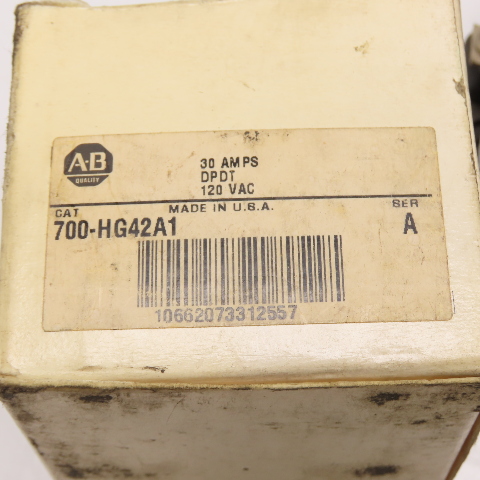 A-B
QUALITY
30 AMPS
DPDT
120 VAC
MADE IN U.S.A.
CAT
SER
700-HG42A1
A
10662073312557